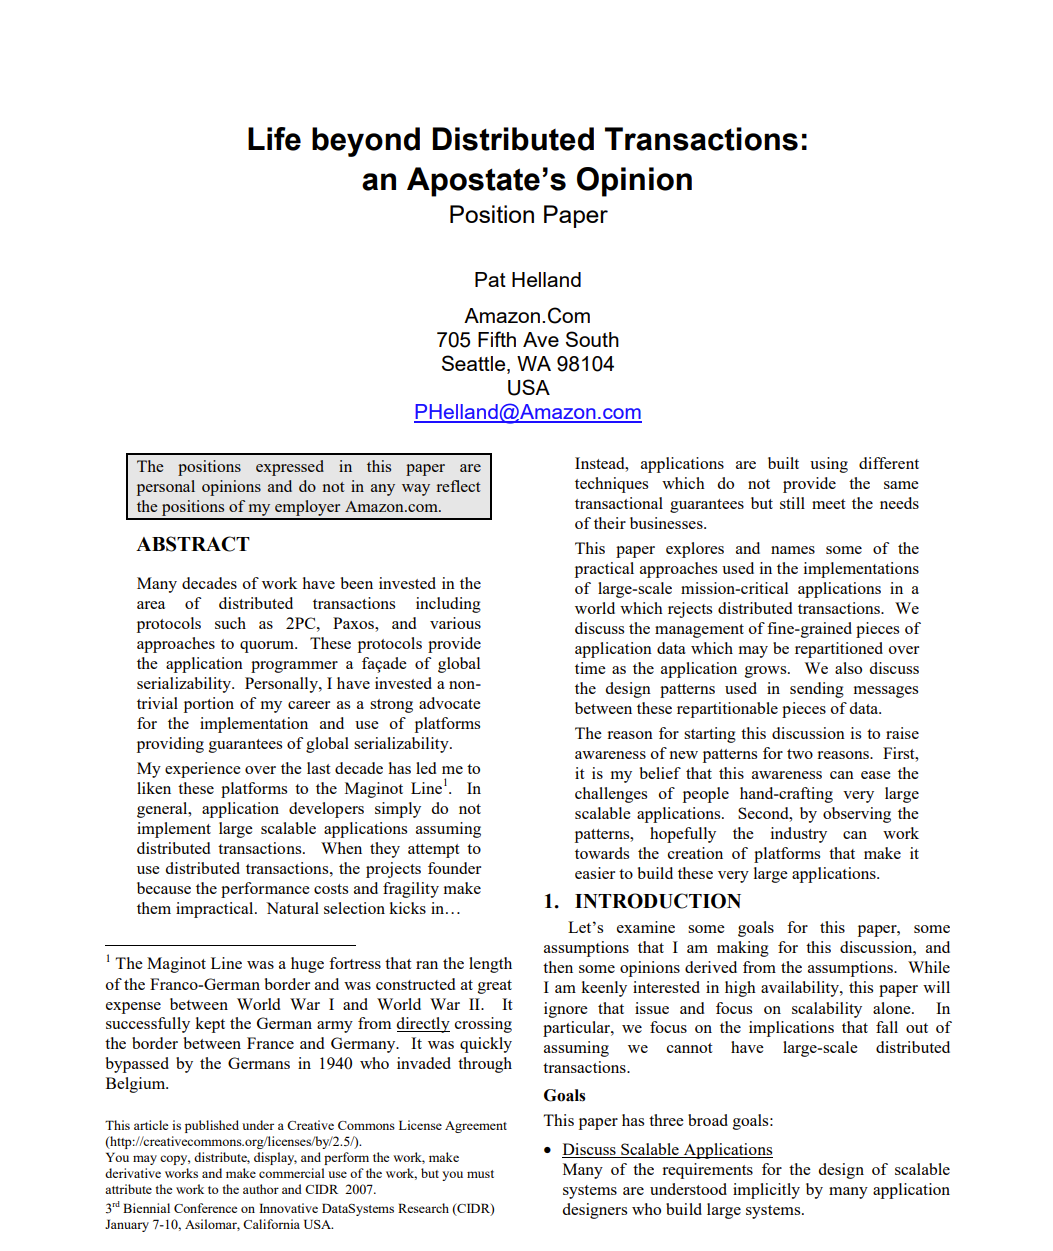 Life beyond Distributed Transactions:
an Apostate’s Opinion
Position Paper
Pat Helland
Amazon.Com
705 Fifth Ave South
Seattle, WA 98104
USA
PHelland@Amazon.com
The positions expressed in this paper are
personal opinions and do not in any way reflect
the positions of my employer Amazon.com.
ABSTRACT
Many decades of work have been invested in the
area of distributed transactions including
protocols such as 2PC, Paxos, and various
approaches to quorum. These protocols provide
the application programmer a façade of global
serializability. Personally, I have invested a non-
trivial portion of my career as a strong advocate
for the implementation and use of platforms
providing guarantees of global serializability.
My experience over the last decade has led me to
liken these platforms to the Maginot Line1. In
general, application developers simply do not
implement large scalable applications assuming
distributed transactions. When they attempt to
use distributed transactions, the projects founder
because the performance costs and fragility make
them impractical. Natural selection kicks in…
1 The Maginot Line was a huge fortress that ran the length
of the Franco-German border and was constructed at great
expense between World War I and World War II. It
successfully kept the German army from directly crossing
the border between France and Germany. It was quickly
bypassed by the Germans in 1940 who invaded through
Belgium.
This article is published under a Creative Commons License Agreement
(http://creativecommons.org/licenses/by/2.5/).
You may copy, distribute, display, and perform the work, make
derivative works and make commercial use of the work, but you must
attribute the work to the author and CIDR 2007.
3rd Biennial Conference on Innovative DataSystems Research (CIDR)
January 7-10, Asilomar, California USA.
Instead, applications are built using different
techniques which do not provide the same
transactional guarantees but still meet the needs
of their businesses.
This paper explores and names some of the
practical approaches used in the implementations
of large-scale mission-critical applications in a
world which rejects distributed transactions. We
discuss the management of fine-grained pieces of
application data which may be repartitioned over
time as the application grows. We also discuss
the design patterns used in sending messages
between these repartitionable pieces of data.
The reason for starting this discussion is to raise
awareness of new patterns for two reasons. First,
it is my belief that this awareness can ease the
challenges of people hand-crafting very large
scalable applications. Second, by observing the
patterns, hopefully the industry can work
towards the creation of platforms that make it
easier to build these very large applications.
1. INTRODUCTION
Let’s examine some goals for this paper, some
assumptions that I am making for this discussion, and
then some opinions derived from the assumptions. While
I am keenly interested in high availability, this paper will
ignore that issue and focus on scalability alone. In
particular, we focus on the implications that fall out of
assuming we cannot have large-scale distributed
transactions.
Goals
This paper has three broad goals:
• Discuss Scalable Applications
Many of the requirements for the design of scalable
systems are understood implicitly by many application
designers who build large systems.